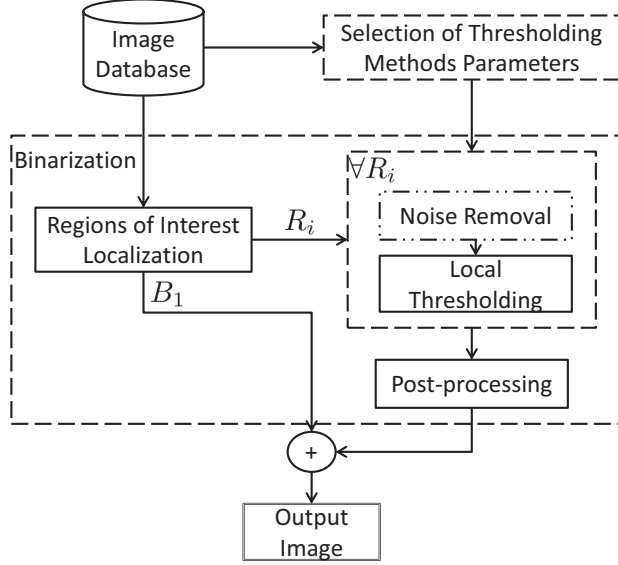 Image
Database
Selection of Thresholding
Methods Parameters
Binarization
∀R_i
Regions of Interest
Localization
R_i
Noise Removal
Local
Thresholding
B_1
Post-processing
+
Output
Image